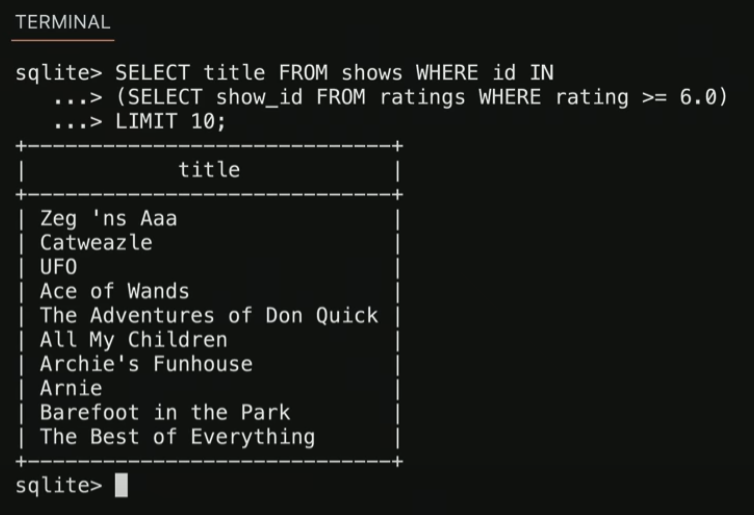 TERMINAL
sqlite> SELECT title FROM shows WHERE id IN
...> (SELECT show_id FROM ratings WHERE rating >= 6.0)
...> LIMIT 10;
title
Zeg 'ns Aaa
Catweazle
UFO
Ace of Wands
The Adventures of Don Quick
All My Children
Archie's Funhouse
Arnie
Barefoot in the Park
The Best of Everything
sqlite>